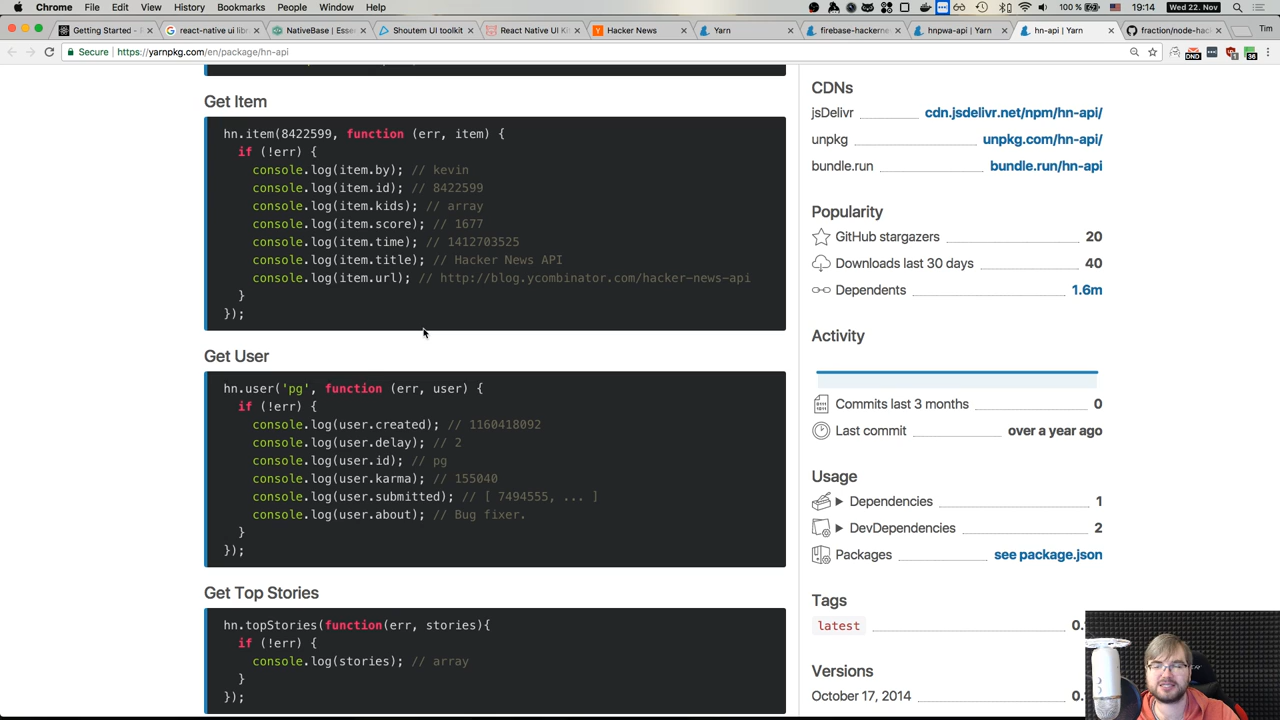 Chrome File Edit View History Bookmarks People Window Help 100 % Wed 22. Nov 19:14
Getting Started - 
react-native ui libr
NativeBase | Esse
Shoutem UI toolkit
React Native UI Ki
Hacker News
Yarn
firebase-hackerne
hnpwa-api | Yarn
hn-api | Yarn
fraction/node-hac
Tim
Secure https://yarnpkg.com/en/package/hn-api
Get Item
hn.item(8422599, function (err, item) {
if (!err) {
console.log(item.by); // kevin
console.log(item.id); // 8422599
console.log(item.kids); // array
console.log(item.score); // 1677
console.log(item.time); // 1412703525
console.log(item.title); // Hacker News API
console.log(item.url); // http://blog.ycombinator.com/hacker-news-api
}
});
Get User
hn.user('pg', function (err, user) {
if (!err) {
console.log(user.created); // 1160418092
console.log(user.delay); // 2
console.log(user.id); // pg
console.log(user.karma); // 155040
console.log(user.submitted); // [ 7494555, ... ]
console.log(user.about); // Bug fixer.
}
});
Get Top Stories
hn.topStories(function(err, stories){
if (!err) {
console.log(stories); // array
}
});
CDNs
jsDelivr cdn.jsdelivr.net/npm/hn-api/
unpkg unpkg.com/hn-api/
bundle.run bundle.run/hn-api
Popularity
GitHub stargazers 20
Downloads last 30 days 40
Dependents 1.6m
Activity
Commits last 3 months 0
Last commit over a year ago
Usage
Dependencies 1
DevDependencies 2
Packages see package.json
Tags
latest 0.
Versions
October 17, 2014 0.